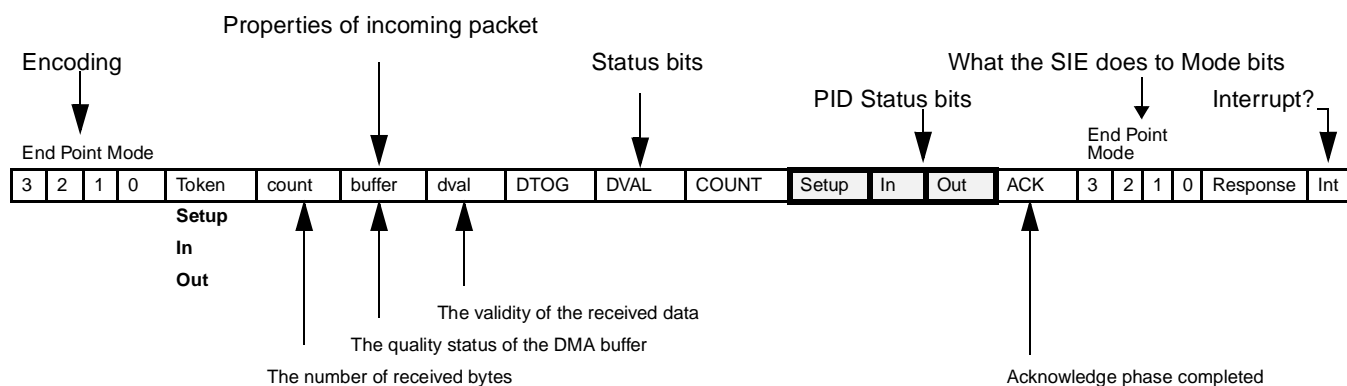 Properties of incoming packet
Encoding
Status bits
What the SIE does to Mode bits
PID Status bits
Interrupt?
End Point Mode
End Point
Mode
3 2 1 0 Token count buffer dval DTOG DVAL COUNT Setup In Out ACK 3 2 1 0 Response Int
Setup
In
Out
The validity of the received data
The quality status of the DMA buffer
The number of received bytes
Acknowledge phase completed